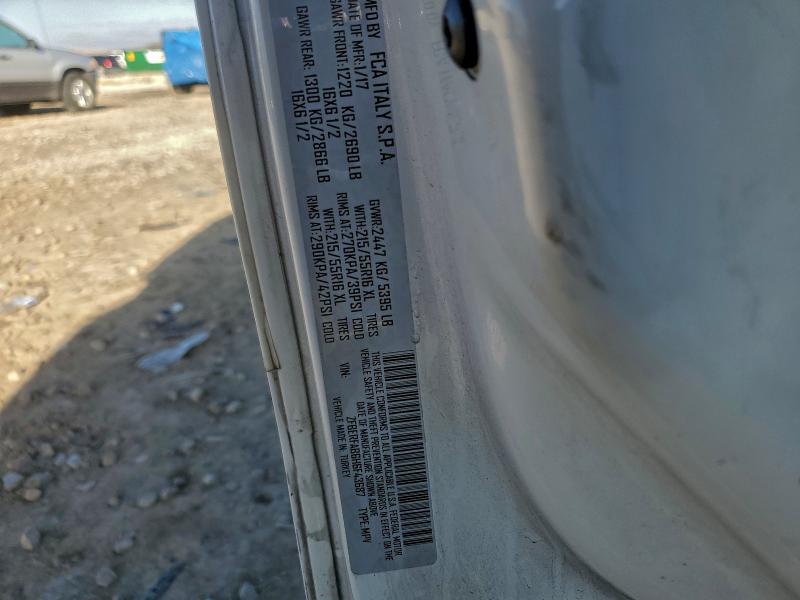 MFD BY FCA ITALY S.P.A.
DATE OF MFR:1/17 GVWR:2447 KG/5395 LB
GAWR FRONT:1220 KG/2690 LB WITH:215/55R16 XL TIRES
16X6 1/2 RIMS AT:270KPA/39PSI COLD
GAWR REAR: 1300 KG/2866 LB WITH:215/55R16 XL TIRES
16X6 1/2 RIMS AT:290KPA/42PSI COLD
THIS VEHICLE CONFORMS TO ALL APPLICABLE U.S.A. FEDERAL MOTOR
VEHICLE SAFETY AND THEFT PREVENTION STANDARDS IN EFFECT ON THE
DATE OF MANUFACTURE SHOWN ABOVE
VIN: ZFBERFAB6H6F43687 TYPE:MPV
VEHICLE MADE IN: TURKEY